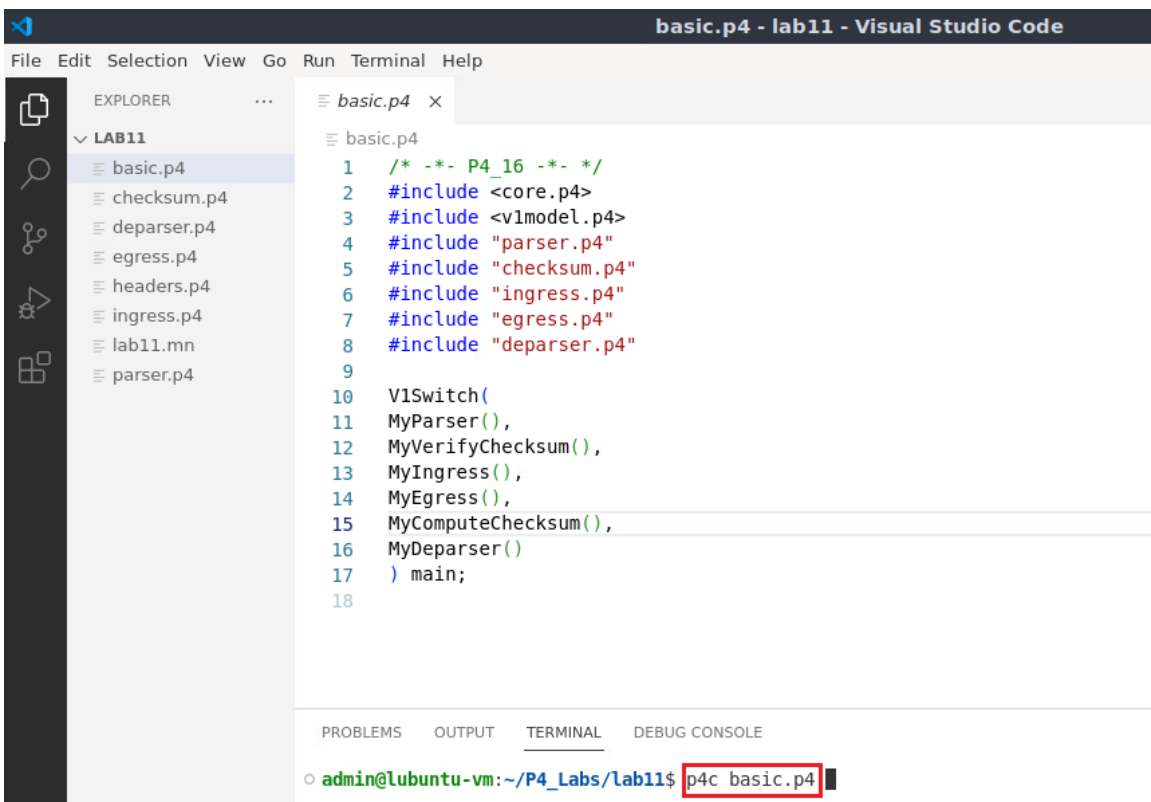 basic.p4 - lab11 - Visual Studio Code
File Edit Selection View Go Run Terminal Help
EXPLORER ...
LAB11
basic.p4
checksum.p4
deparser.p4
egress.p4
headers.p4
ingress.p4
lab11.mn
parser.p4
basic.p4 ×
basic.p4
1 /* -*- P4_16 -*- */
2 #include <core.p4>
3 #include <v1model.p4>
4 #include "parser.p4"
5 #include "checksum.p4"
6 #include "ingress.p4"
7 #include "egress.p4"
8 #include "deparser.p4"
9
10 V1Switch(
11 MyParser(),
12 MyVerifyChecksum(),
13 MyIngress(),
14 MyEgress(),
15 MyComputeChecksum(),
16 MyDeparser()
17 ) main;
18
PROBLEMS OUTPUT TERMINAL DEBUG CONSOLE
admin@lubuntu-vm:~/P4_Labs/lab11$ p4c basic.p4